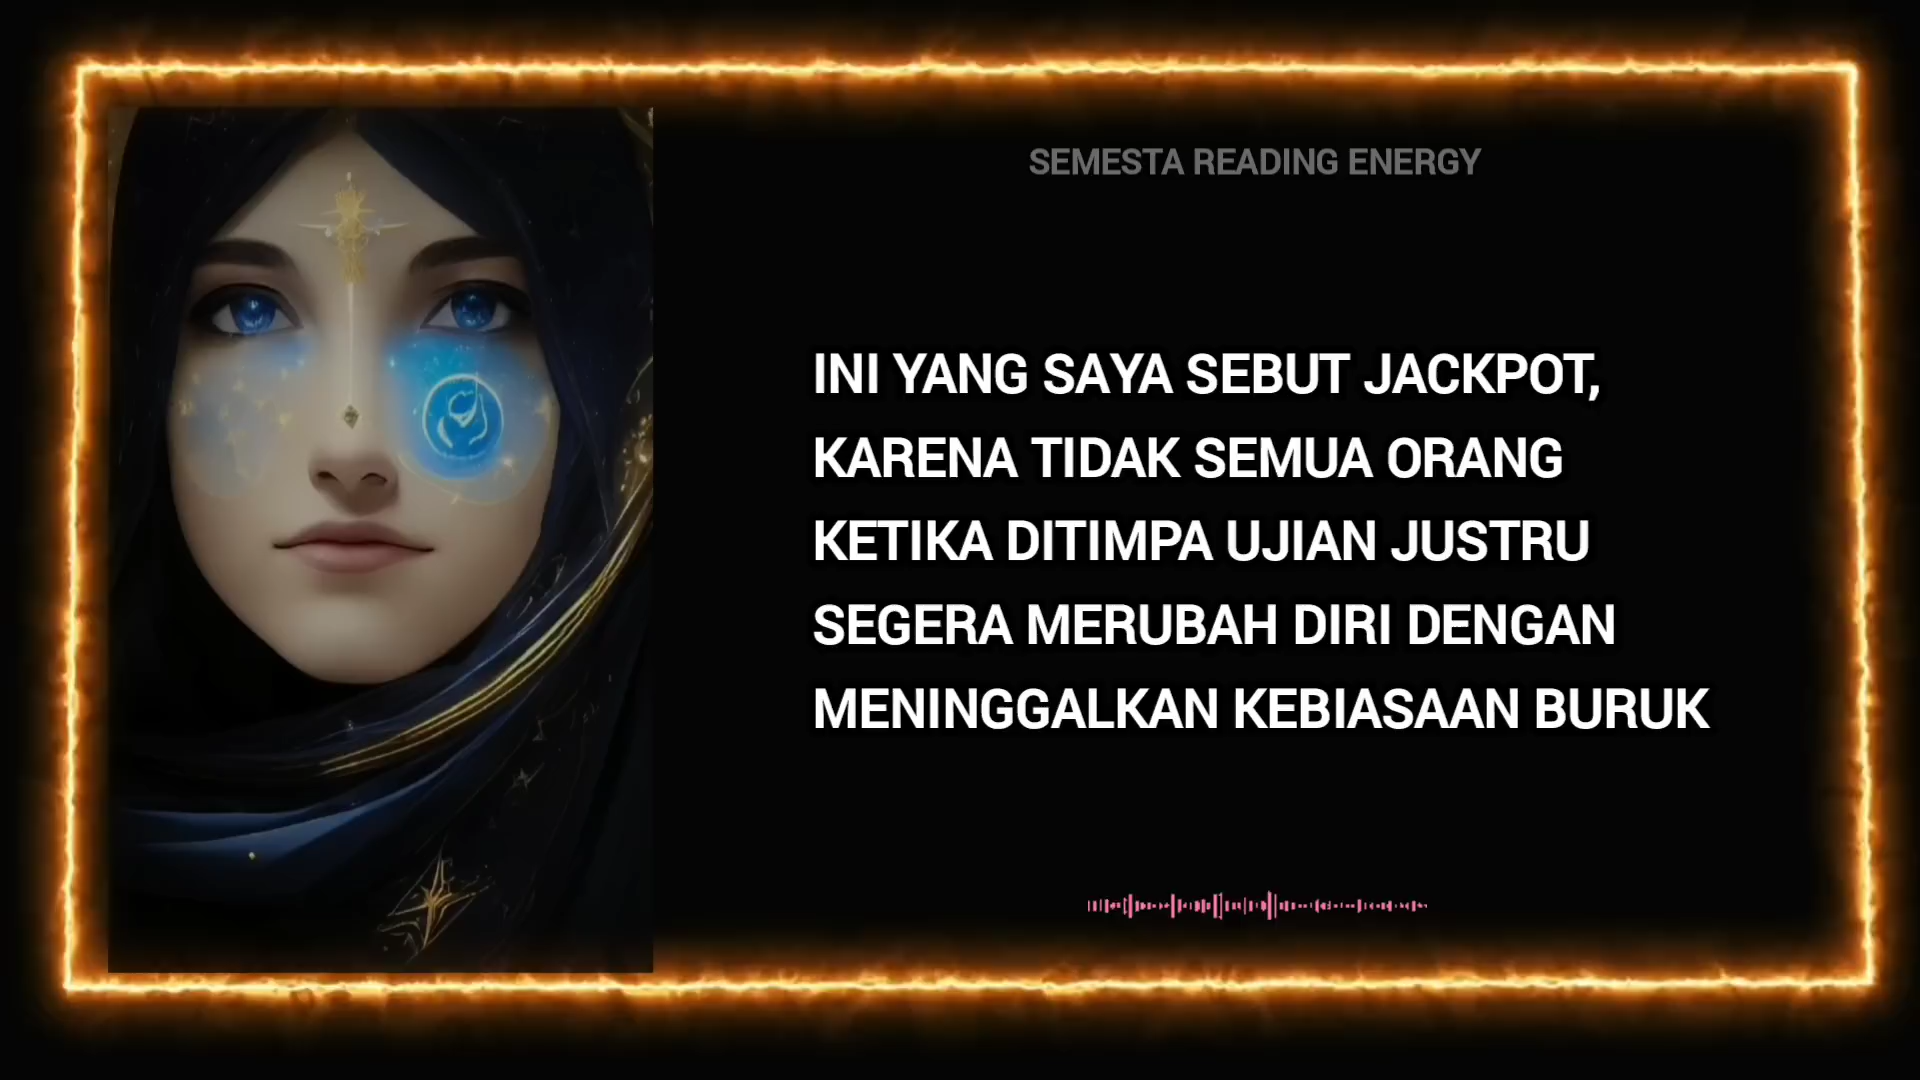 SEMESTA READING ENERGY
INI YANG SAYA SEBUT JACKPOT,
KARENA TIDAK SEMUA ORANG
KETIKA DITIMPA UJIAN JUSTRU
SEGERA MERUBAH DIRI DENGAN
MENINGGALKAN KEBIASAAN BURUK